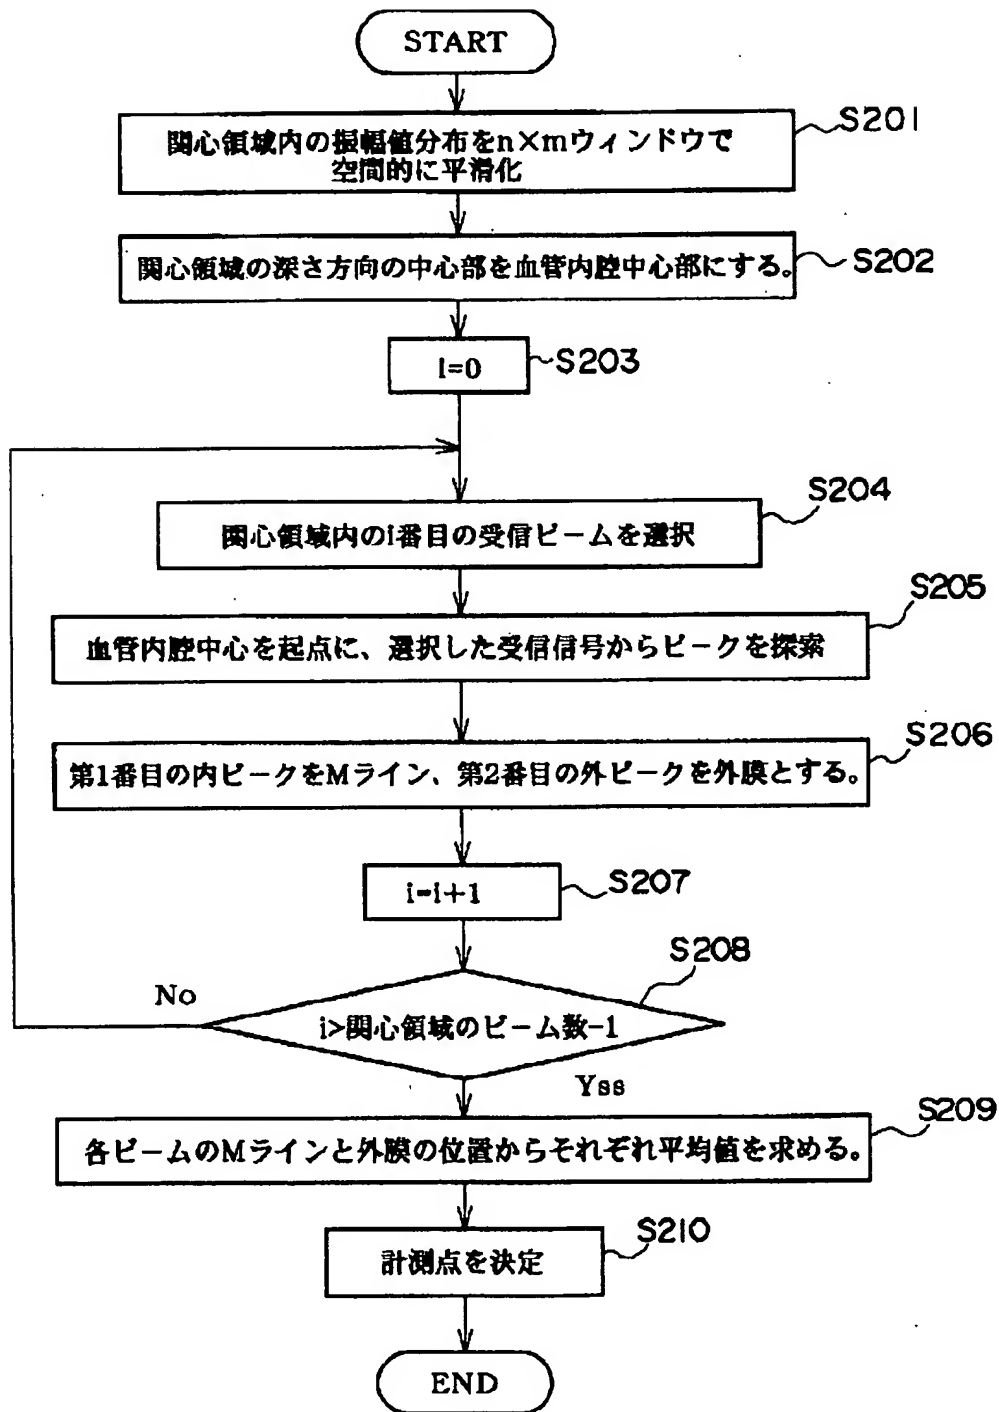 START
関心領域内の振幅値分布をn×mウィンドウで
空間的に平滑化
S201
関心領域の深さ方向の中心部を血管内腔中心部にする。
S202
i=0
S203
S204
関心領域内のi番目の受信ビームを選択
S205
血管内腔中心を起点に、選択した受信信号からピークを探索
S206
第1番目の内ピークをMライン、第2番目の外ピークを外膜とする。
i=i+1
S207
S208
No
i>関心領域のビーム数-1
Yss
S209
各ビームのMラインと外膜の位置からそれぞれ平均値を求める。
S210
計測点を決定
END